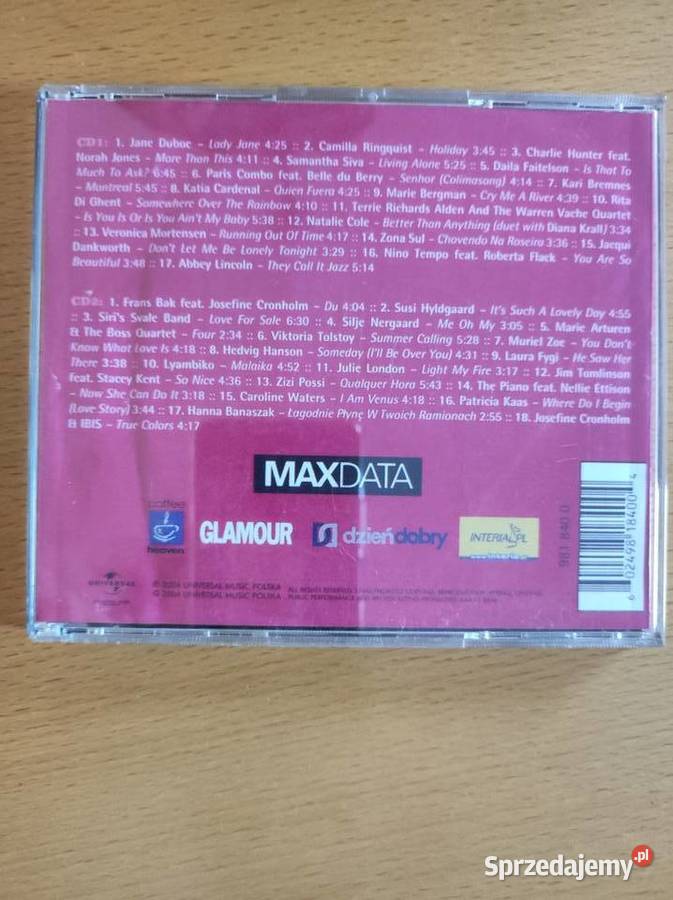 CD1: 1. Jane Duboc – Lady Jane 4:25 :: 2. Camilla Ringquist – Holiday 3:45 :: 3. Charlie Hunter feat.
Norah Jones – More Than This 4:11 :: 4. Samantha Siva – Living Alone 5:25 :: 5. Daila Faitelson – Is That To
Much To Ask? 6:45 :: 6. Paris Combo feat. Belle du Berry – Senhor (Colimasong) 4:14 :: 7. Kari Bremnes
– Montreal 5:45 :: 8. Katia Cardenal – Quien Fuera 4:25 :: 9. Marie Bergman – Cry Me A River 4:39 :: 10. Rita
Di Ghent – Somewhere Over The Rainbow 4:10 :: 11. Terrie Richards Alden And The Warren Vache Quartet
– Is You Is Or Is You Ain't My Baby 5:38 :: 12. Natalie Cole – Better Than Anything (duet with Diana Krall) 3:34
:: 13. Veronica Mortensen – Running Out Of Time 4:17 :: 14. Zona Sul – Chovendo Na Roseira 3:36 :: 15. Jacqui
Dankworth – Don't Let Me Be Lonely Tonight 3:29 :: 16. Nino Tempo feat. Roberta Flack – You Are So
Beautiful 3:48 :: 17. Abbey Lincoln – They Call It Jazz 5:14
CD2: 1. Frans Bak feat. Josefine Cronholm – Du 4:04 :: 2. Susi Hyldgaard – It's Such A Lovely Day 4:55
:: 3. Siri's Svale Band – Love For Sale 6:30 :: 4. Silje Nergaard – Me Oh My 3:05 :: 5. Marie Arturen
& The Boss Quartet – Four 2:34 :: 6. Viktoria Tolstoy – Summer Calling 5:28 :: 7. Muriel Zoe – You Don't
Know What Love Is 4:18 :: 8. Hedvig Hanson – Someday (I'll Be Over You) 4:31 :: 9. Laura Fygi – He Saw Her
There 3:38 :: 10. Lyambiko – Malaika 4:52 :: 11. Julie London – Light My Fire 3:17 :: 12. Jim Tomlinson
feat. Stacey Kent – So Nice 4:36 :: 13. Zizi Possi – Qualquer Hora 5:43 :: 14. The Piano feat. Nellie Ettison
– Now She Can Do It 3:18 :: 15. Caroline Waters – I Am Venus 4:18 :: 16. Patricia Kaas – Where Do I Begin
(Love Story) 3:44 :: 17. Hanna Banaszak – Łagodnie Płynę W Twoich Ramionach 2:55 :: 18. Josefine Cronholm
& IBIS – True Colors 4:17
MAXDATA
coffee
heaven
GLAMOUR
dzieńdobry
INTERIA.PL
981 840 0
6 02498 18400 4
UNIVERSAL
℗ 2004 UNIVERSAL MUSIC POLSKA
© 2004 UNIVERSAL MUSIC POLSKA
ALL RIGHTS RESERVED.
Sprzedajemy.pl